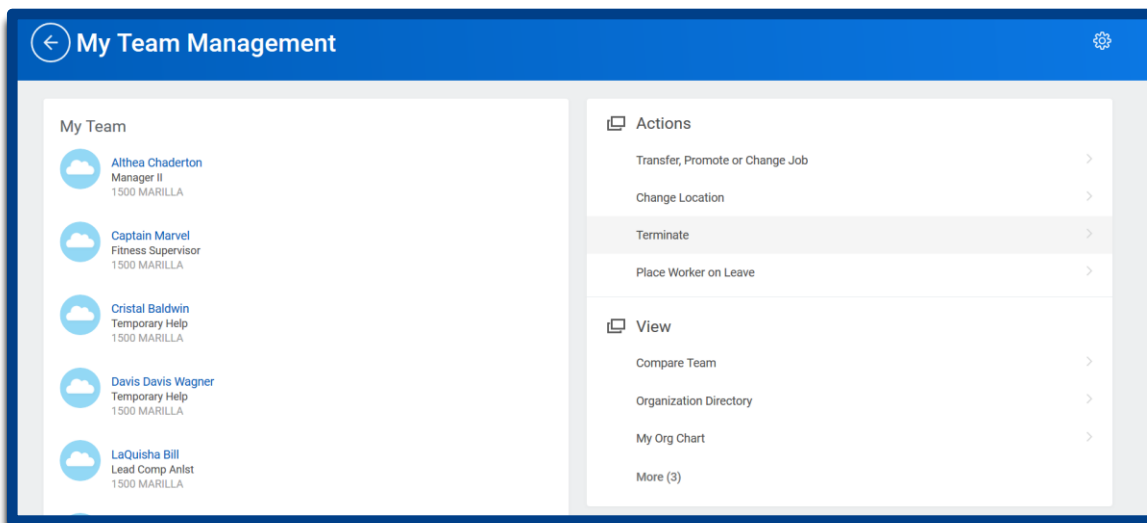 My Team Management
My Team
Althea Chaderton
Manager II
1500 MARILLA
Captain Marvel
Fitness Supervisor
1500 MARILLA
Cristal Baldwin
Temporary Help
1500 MARILLA
Davis Davis Wagner
Temporary Help
1500 MARILLA
LaQuisha Bill
Lead Comp Anlst
1500 MARILLA
Actions
Transfer, Promote or Change Job
Change Location
Terminate
Place Worker on Leave
View
Compare Team
Organization Directory
My Org Chart
More (3)